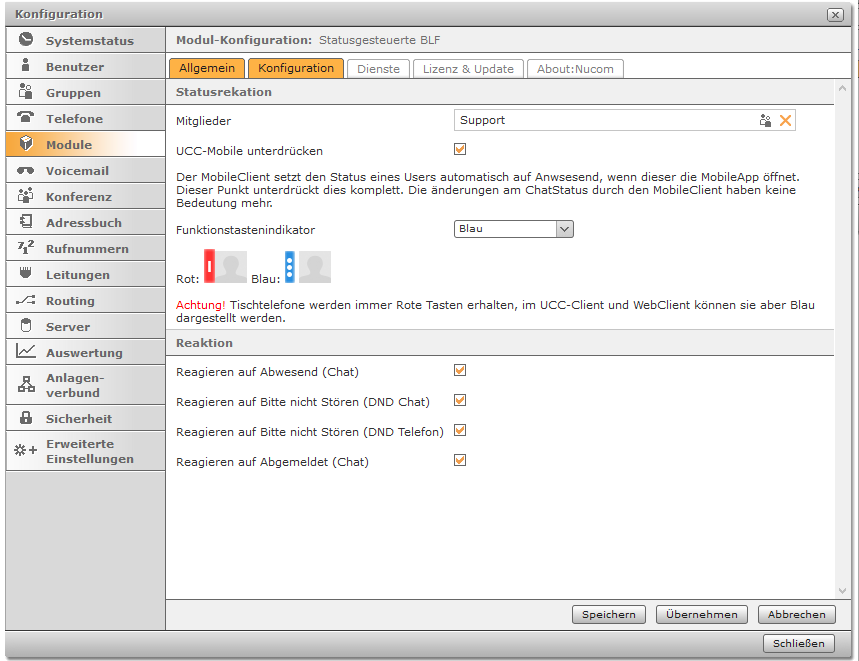 Konfiguration
Systemstatus
Benutzer
Gruppen
Telefone
Module
Voicemail
Konferenz
Adressbuch
Rufnummern
Leitungen
Routing
Server
Auswertung
Anlagen-
verbund
Sicherheit
Erweiterte
Einstellungen
Modul-Konfiguration: Statusgesteuerte BLF
Allgemein Konfiguration Dienste Lizenz & Update About:Nucom
Statusrekation
Mitglieder Support
UCC-Mobile unterdrücken
Der MobileClient setzt den Status eines Users automatisch auf Anwsesend, wenn dieser die MobileApp öffnet.
Dieser Punkt unterdrückt dies komplett. Die änderungen am ChatStatus durch den MobileClient haben keine
Bedeutung mehr.
Funktionstastenindikator Blau
Rot: Blau:
Achtung! Tischtelefone werden immer Rote Tasten erhalten, im UCC-Client und WebClient können sie aber Blau
dargestellt werden.
Reaktion
Reagieren auf Abwesend (Chat)
Reagieren auf Bitte nicht Stören (DND Chat)
Reagieren auf Bitte nicht Stören (DND Telefon)
Reagieren auf Abgemeldet (Chat)
Speichern Übernehmen Abbrechen
Schließen